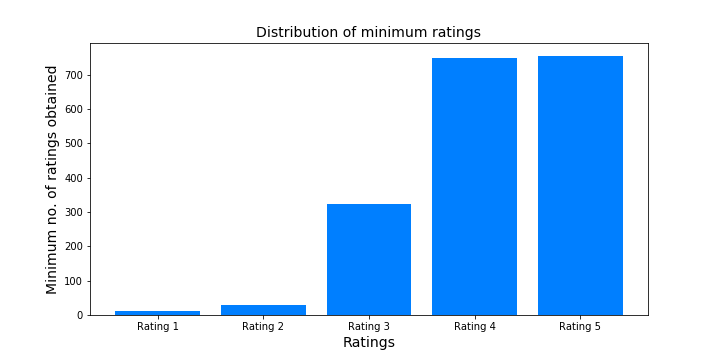 Distribution of minimum ratings
Minimum no. of ratings obtained
700
600
500
400
300
200
100
0
Rating 1 Rating 2 Rating 3 Rating 4 Rating 5
Ratings